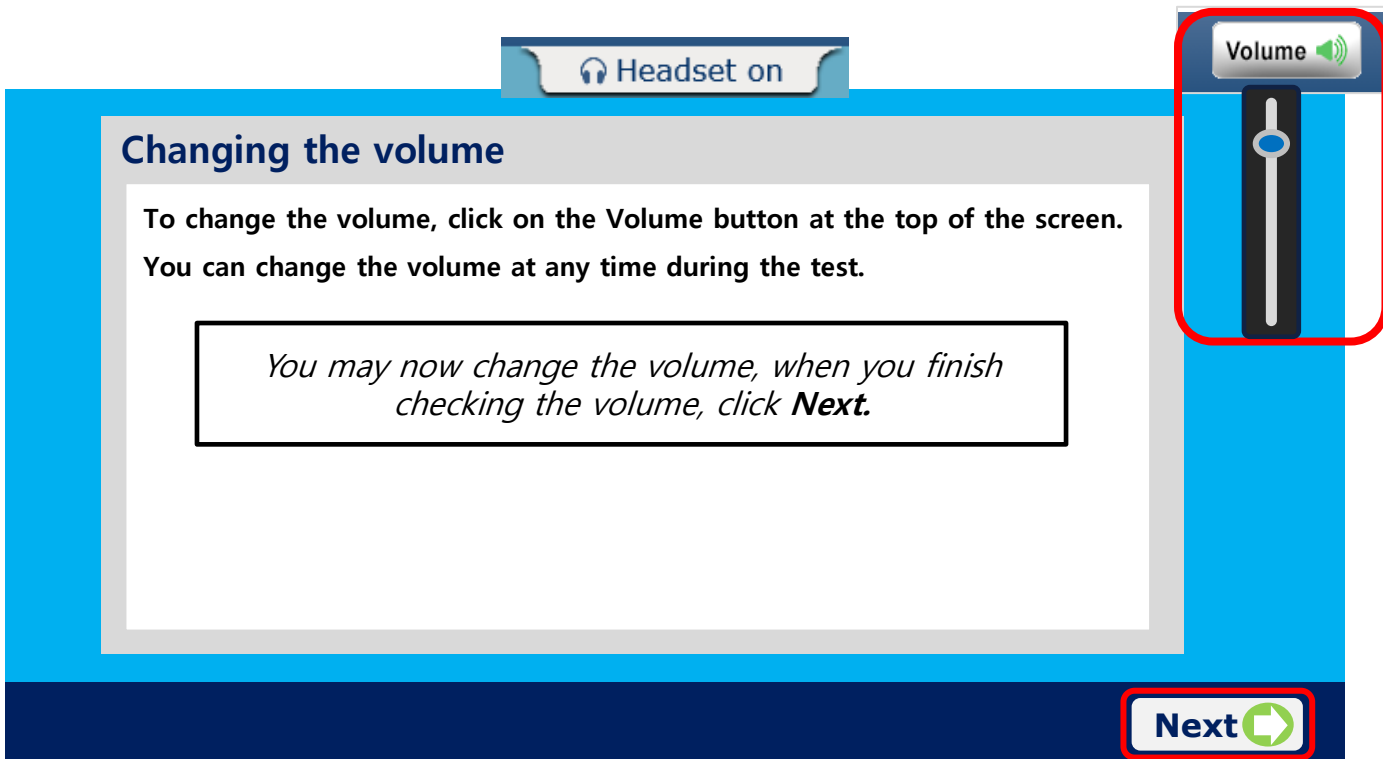 Volume
Headset on
Changing the volume
To change the volume, click on the Volume button at the top of the screen.
You can change the volume at any time during the test.
You may now change the volume, when you finish
checking the volume, click Next.
Next